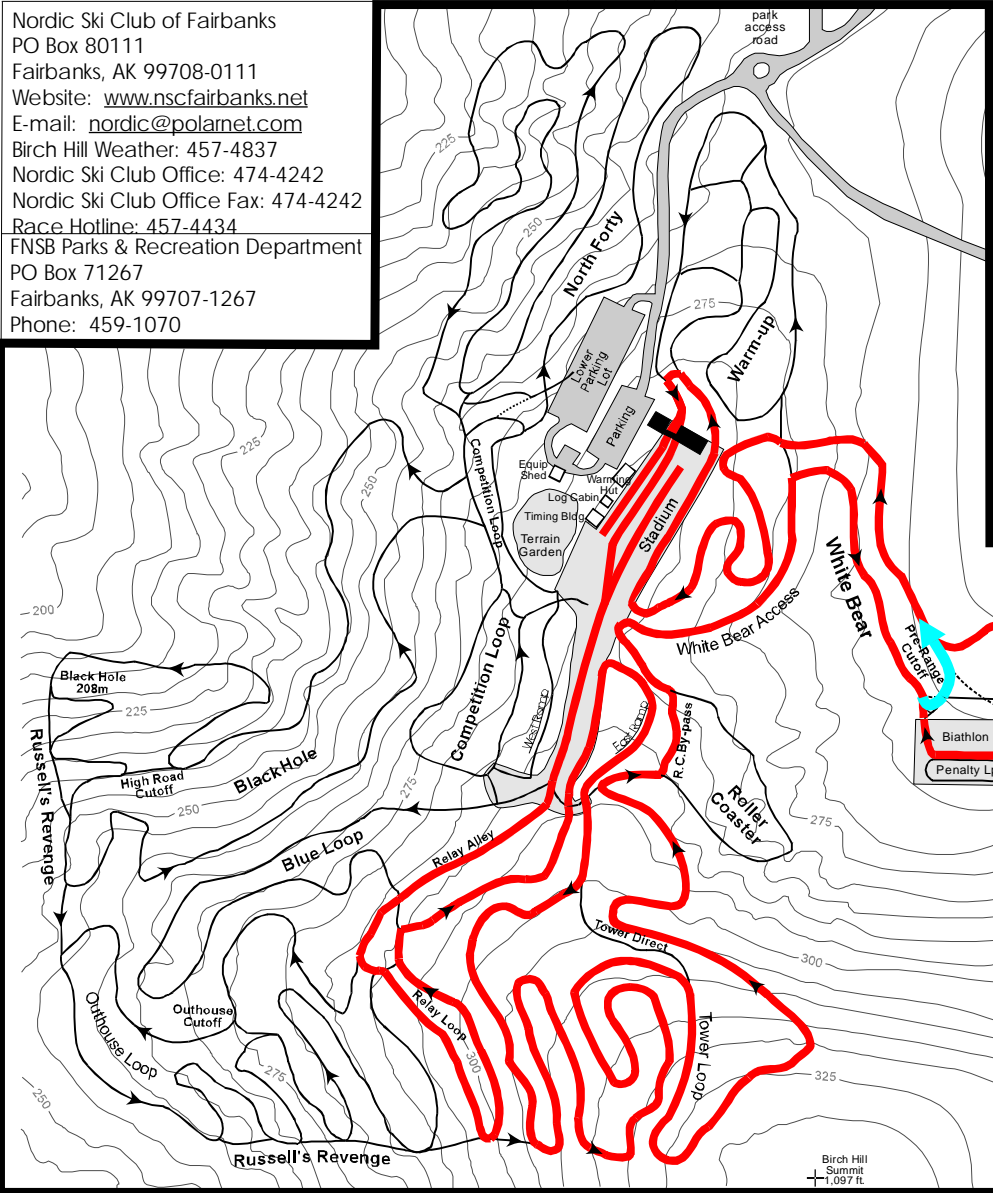 Nordic Ski Club of Fairbanks
PO Box 80111
Fairbanks, AK 99708-0111
Website: www.nscfairbanks.net
E-mail: nordic@polarnet.com
Birch Hill Weather: 457-4837
Nordic Ski Club Office: 474-4242
Nordic Ski Club Office Fax: 474-4242
Race Hotline: 457-4434
FNSB Parks & Recreation Department
PO Box 71267
Fairbanks, AK 99707-1267
Phone: 459-1070
park
access
road
225
250
North Forty
275
Warm-up
Lower
Parking
Lot
Parking
225
250
Competition Loop
Equip
Shed
Warming
Hut
Log Cabin
Timing Bldg
Terrain
Garden
Stadium
White Bear
200
White Bear Access
Pre-Range
Cutoff
Black Hole
208m
225
Competition Loop
West Ramp
East Ramp
R.C.By-pass
Biathlon
Penalty Lp
Russell's Revenge
High Road
Cutoff
Black Hole
250
275
Roller
Coaster
275
Blue Loop
Relay Alley
Tower Direct
300
Outhouse
Cutoff
Outhouse Loop
Relay Loop
300
Tower Loop
275
325
250
Russell's Revenge
Birch Hill
Summit
1,097 ft.